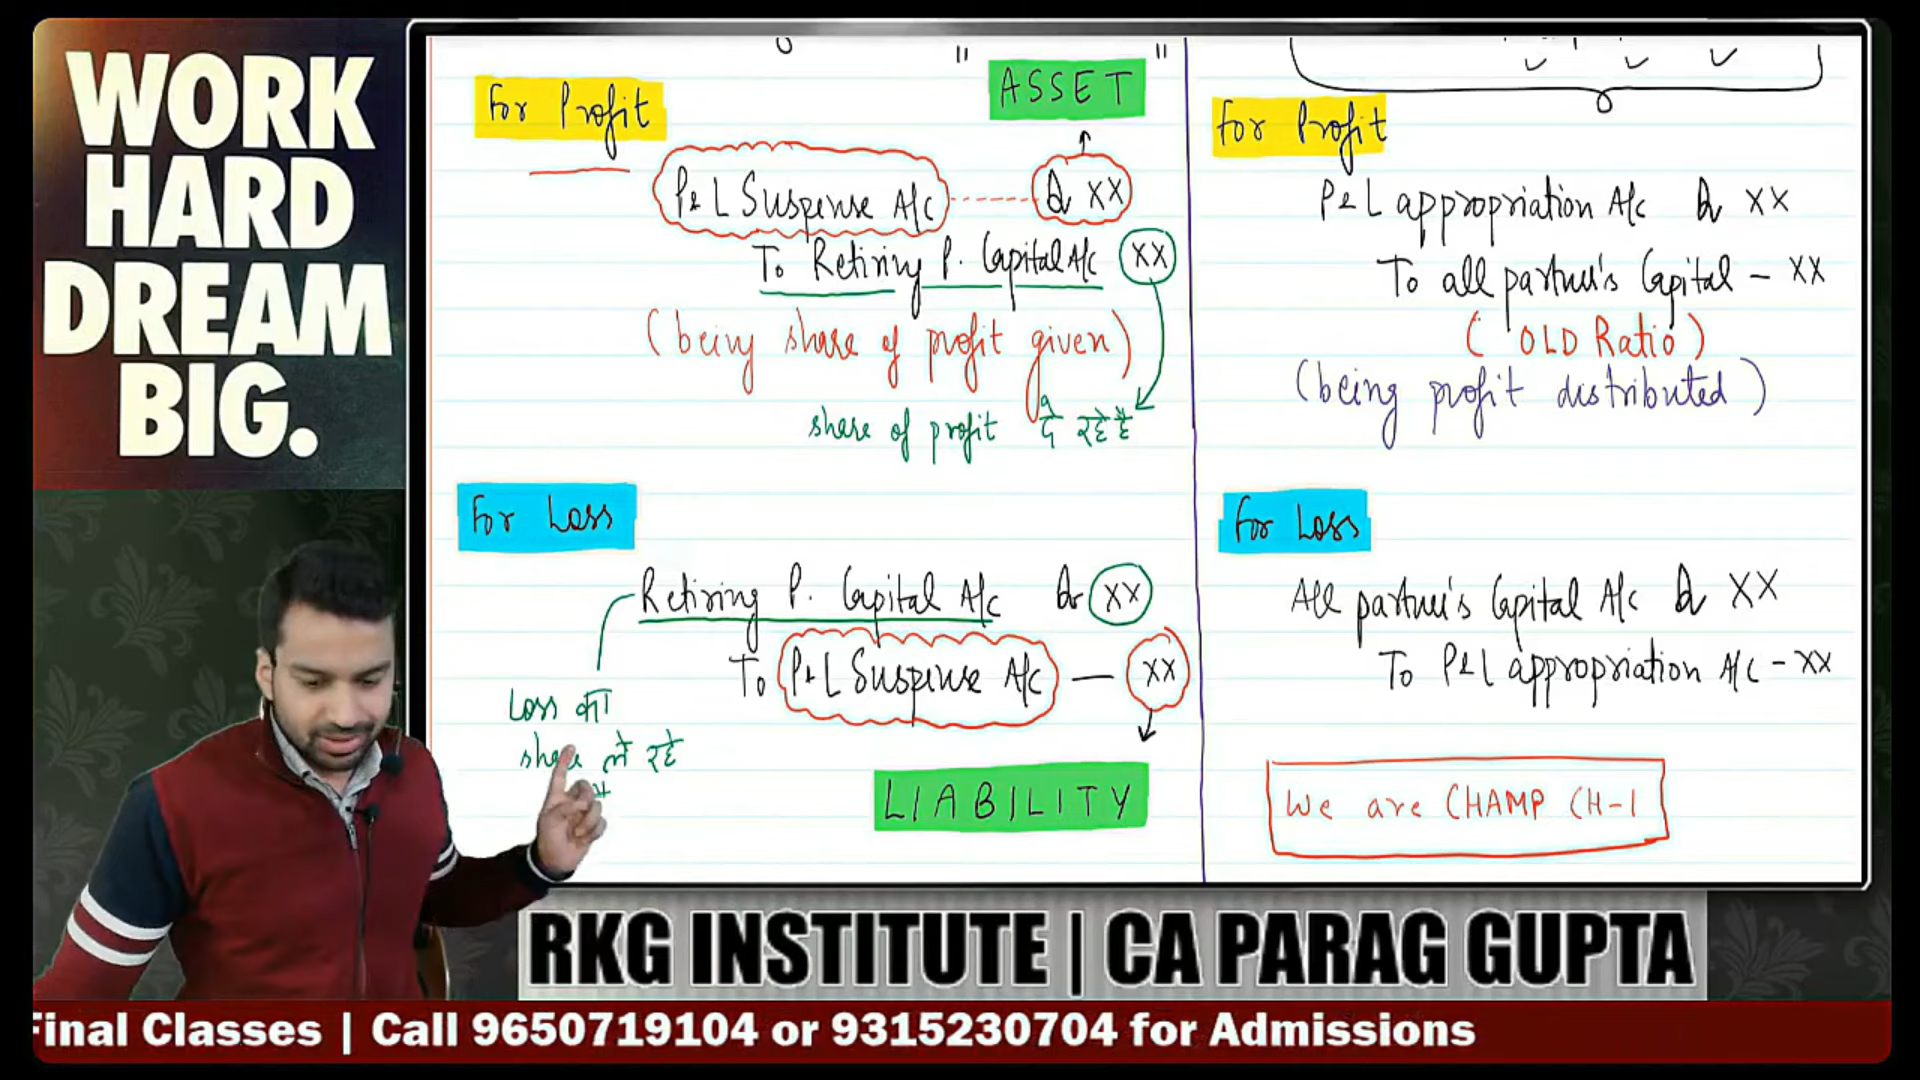 WORK
HARD
DREAM
BIG.
" ASSET "
For Profit
P&L Suspense A/c Dr XX
To Retiring P. Capital A/c XX
(being share of profit given)
share of profit दे रहे हैं
For Loss
Retiring P. Capital A/c Dr XX
To P&L Suspense A/c — XX
Loss का
share ले रहे
LIABILITY
For Profit
P&L appropriation A/c Dr XX
To all partner's Capital - XX
(OLD Ratio)
(being profit distributed)
For Loss
All partner's Capital A/c Dr XX
To P&L appropriation A/c - XX
We are CHAMP CH-1
RKG INSTITUTE | CA PARAG GUPTA
Final Classes | Call 9650719104 or 9315230704 for Admissions